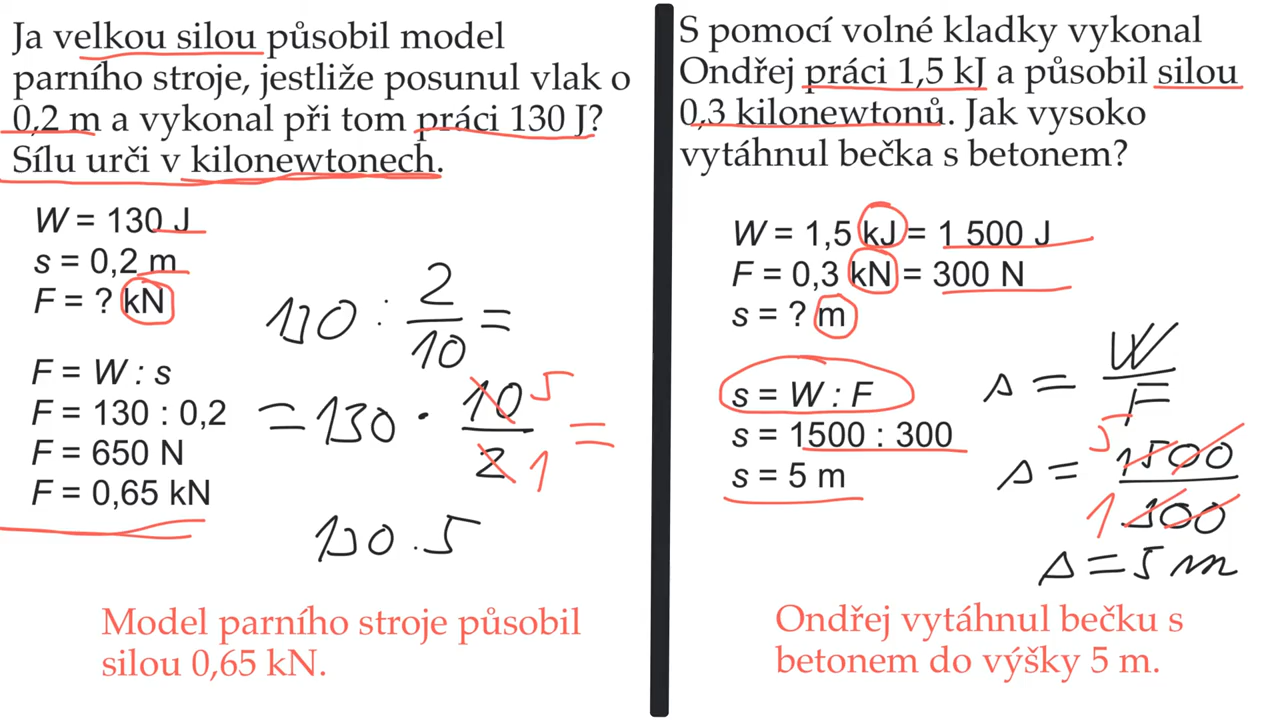 Ja velkou silou působil model
parního stroje, jestliže posunul vlak o
0,2 m a vykonal při tom práci 130 J?
Sílu urči v kilonewtonech.
W = 130 J
s = 0,2 m
F = ? kN
F = W : s
F = 130 : 0,2
F = 650 N
F = 0,65 kN
130 : 2/10 =
= 130 · 10/2 =
5
1
130 . 5
Model parního stroje působil
silou 0,65 kN.
S pomocí volné kladky vykonal
Ondřej práci 1,5 kJ a působil silou
0,3 kilonewtonů. Jak vysoko
vytáhnul bečka s betonem?
W = 1,5 kJ = 1 500 J
F = 0,3 kN = 300 N
s = ? m
s = W : F
s = 1500 : 300
s = 5 m
s = W/F
s = 1500/300
5
1
s = 5 m
Ondřej vytáhnul bečku s
betonem do výšky 5 m.